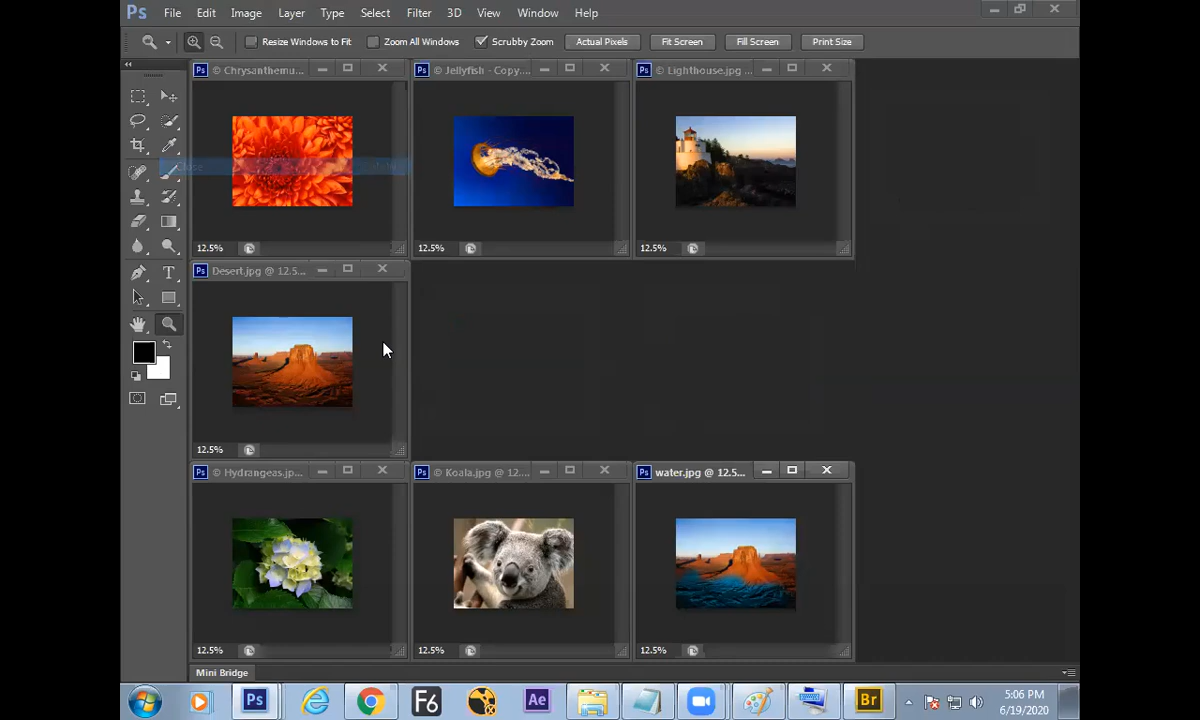 Ps File Edit Image Layer Type Select Filter 3D View Window Help
Resize Windows to Fit Zoom All Windows Scrubby Zoom Actual Pixels Fit Screen Fill Screen Print Size
Ps © Chrysanthemu... Ps © Jellyfish - Copy.... Ps © Lighthouse.jpg ...
Close
12.5% 12.5% 12.5%
Ps Desert.jpg @ 12.5...
T
12.5%
Ps © Hydrangeas.jp... Ps © Koala.jpg @ 12.... Ps water.jpg @ 12.5...
12.5% 12.5% 12.5%
Mini Bridge
Ps F6 Ae Br
5:06 PM
6/19/2020